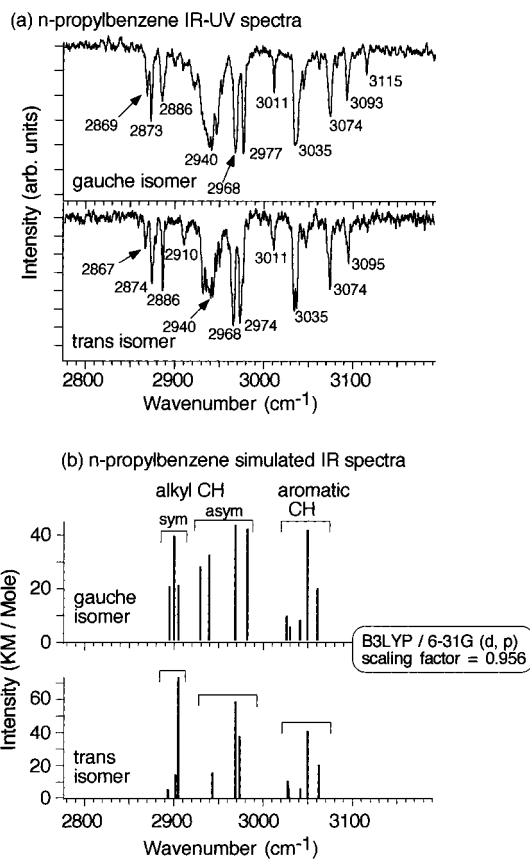 (a) n-propylbenzene IR-UV spectra
Intensity (arb. units)
2869
2873
2886
2940
2968
2977
3011
3035
3074
3093
3115
gauche isomer
2867
2874
2886
2910
2940
2968
2974
3011
3035
3074
3095
trans isomer
2800 2900 3000 3100
Wavenumber (cm-1)
(b) n-propylbenzene simulated IR spectra
alkyl CH
aromatic
CH
sym
asym
Intensity (KM / Mole)
40
20
0
gauche
isomer
B3LYP / 6-31G (d, p)
scaling factor = 0.956
60
40
20
0
trans
isomer
2800 2900 3000 3100
Wavenumber (cm-1)